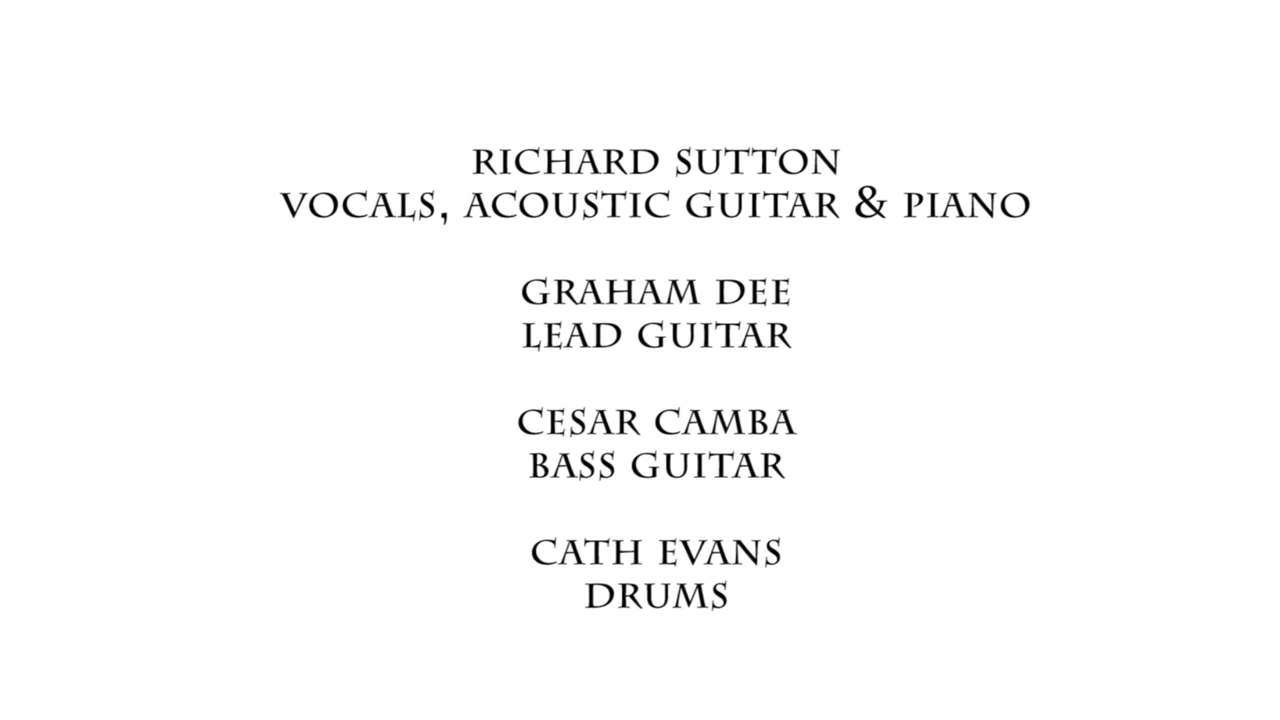 RICHARD SUTTON
VOCALS, ACOUSTIC GUITAR & PIANO
GRAHAM DEE
LEAD GUITAR
CESAR CAMBA
BASS GUITAR
CATH EVANS
DRUMS